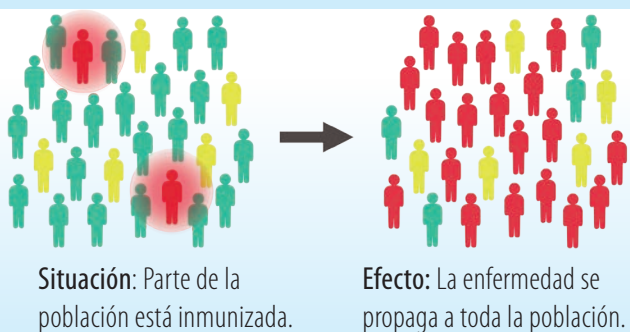 Situación: Parte de la
población está inmunizada.
Efecto: La enfermedad se
propaga a toda la población.